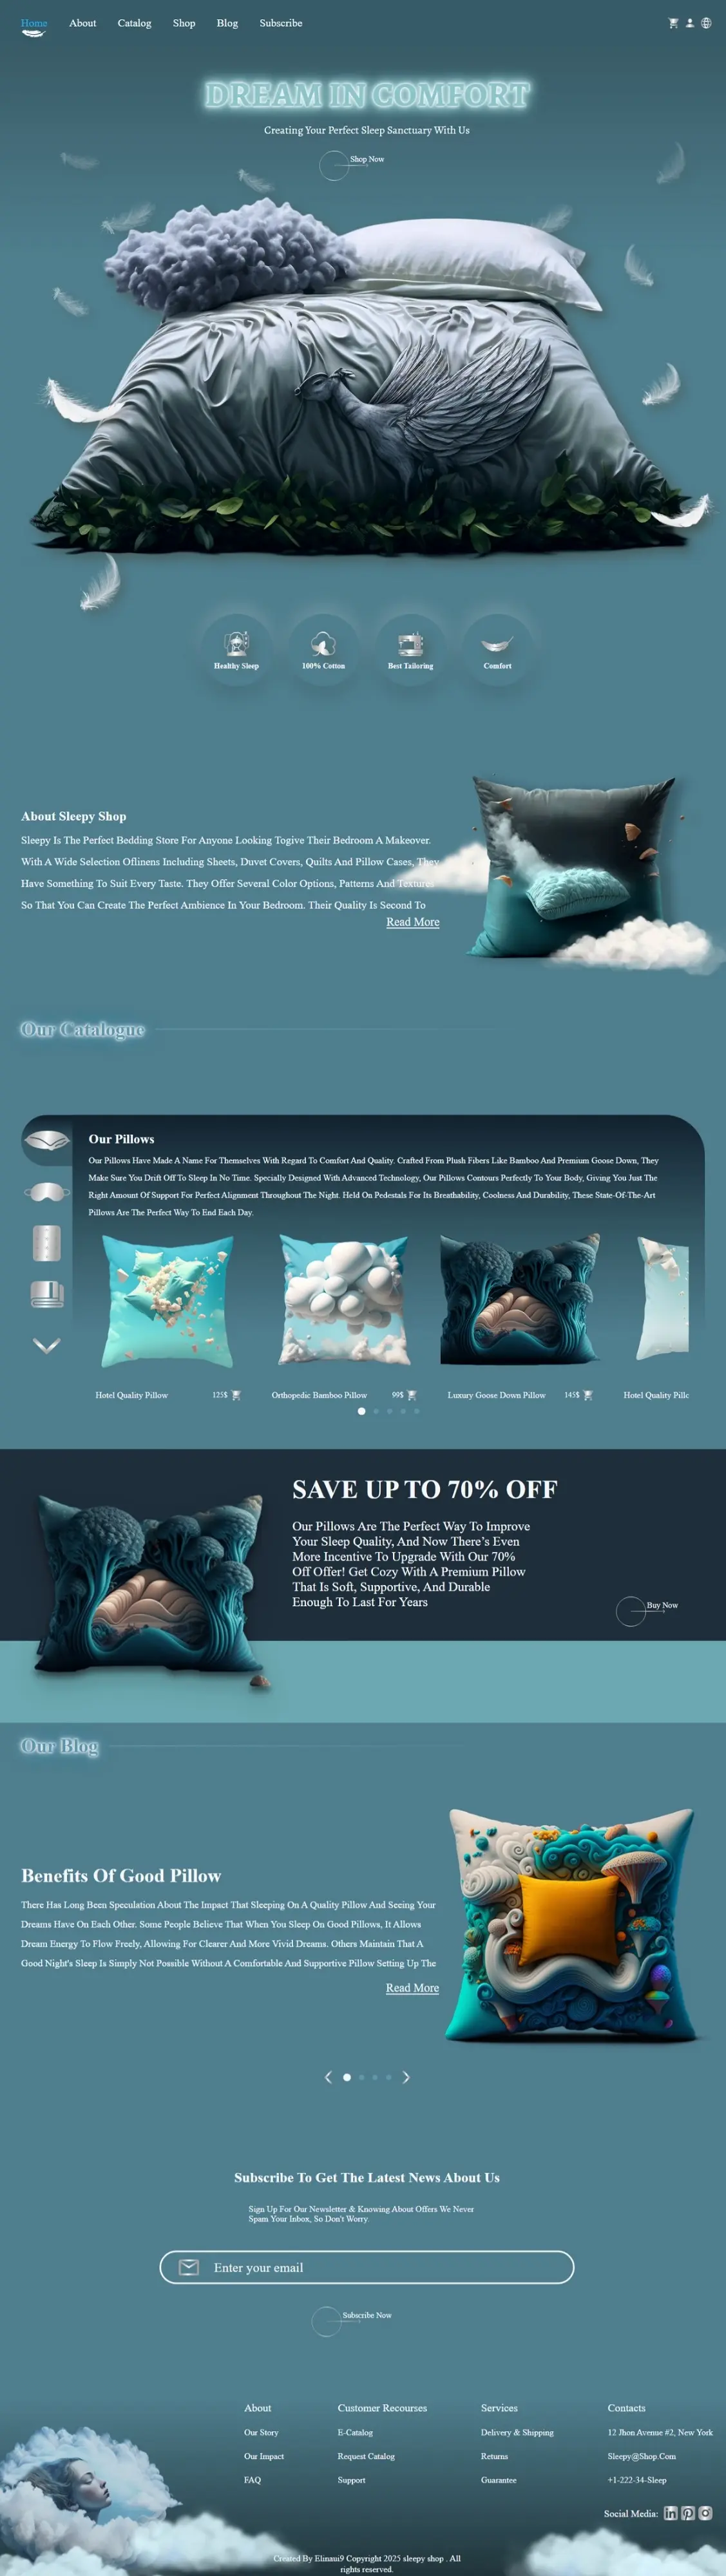 Home About Catalog Shop Blog Subscribe
DREAM IN COMFORT
Creating Your Perfect Sleep Sanctuary With Us
Shop Now
Healthy Sleep 100% Cotton Best Tailoring Comfort
About Sleepy Shop
Sleepy Is The Perfect Bedding Store For Anyone Looking Togive Their Bedroom A Makeover.
With A Wide Selection Oflinens Including Sheets, Duvet Covers, Quilts And Pillow Cases, They
Have Something To Suit Every Taste. They Offer Several Color Options, Patterns And Textures
So That You Can Create The Perfect Ambience In Your Bedroom. Their Quality Is Second To
Read More
Our Catalogue
Our Pillows
Our Pillows Have Made A Name For Themselves With Regard To Comfort And Quality. Crafted From Plush Fibers Like Bamboo And Premium Goose Down, They
Make Sure You Drift Off To Sleep In No Time. Specially Designed With Advanced Technology, Our Pillows Contours Perfectly To Your Body, Giving You Just The
Right Amount Of Support For Perfect Alignment Throughout The Night. Held On Pedestals For Its Breathability, Coolness And Durability, These State-Of-The-Art
Pillows Are The Perfect Way To End Each Day.
Hotel Quality Pillow 125$ Orthopedic Bamboo Pillow 99$ Luxury Goose Down Pillow 145$ Hotel Quality Pillo
SAVE UP TO 70% OFF
Our Pillows Are The Perfect Way To Improve
Your Sleep Quality, And Now There's Even
More Incentive To Upgrade With Our 70%
Off Offer! Get Cozy With A Premium Pillow
That Is Soft, Supportive, And Durable
Enough To Last For Years
Buy Now
Our Blog
Benefits Of Good Pillow
There Has Long Been Speculation About The Impact That Sleeping On A Quality Pillow And Seeing Your
Dreams Have On Each Other. Some People Believe That When You Sleep On Good Pillows, It Allows
Dream Energy To Flow Freely, Allowing For Clearer And More Vivid Dreams. Others Maintain That A
Good Night's Sleep Is Simply Not Possible Without A Comfortable And Supportive Pillow Setting Up The
Read More
Subscribe To Get The Latest News About Us
Sign Up For Our Newsletter & Knowing About Offers We Never
Spam Your Inbox, So Don't Worry.
Enter your email
Subscribe Now
About Customer Recourses Services Contacts
Our Story E-Catalog Delivery & Shipping 12 Jhon Avenue #2, New York
Our Impact Request Catalog Returns Sleepy@Shop.Com
FAQ Support Guarantee +1-222-34-Sleep
Social Media: in
Created By Elinaui9 Copyright 2025 sleepy shop . All
rights reserved.